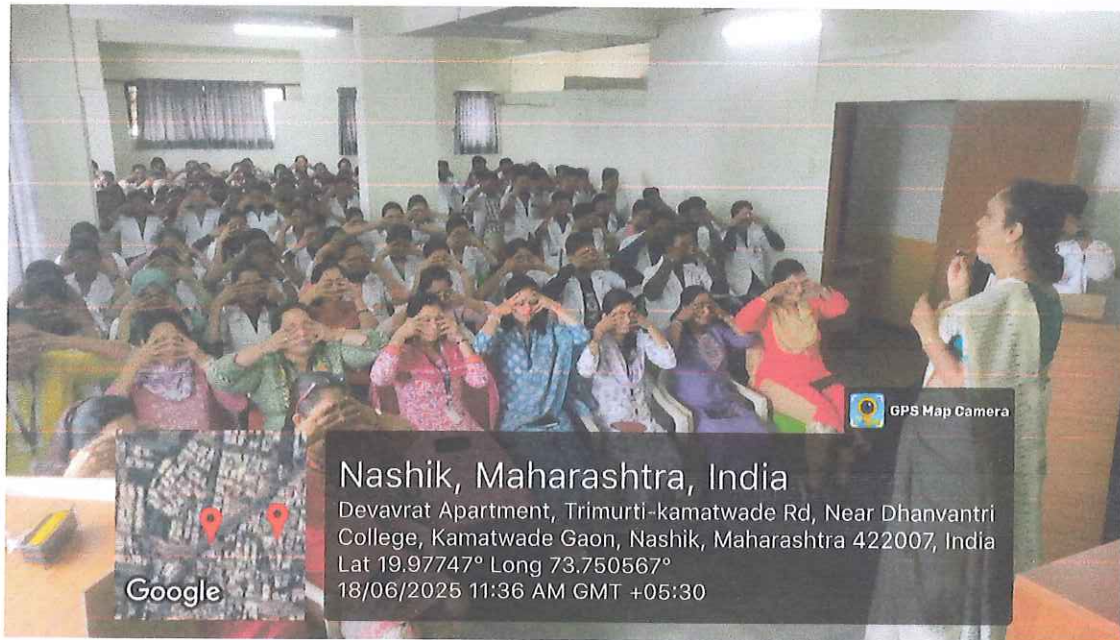 GPS Map Camera
Nashik, Maharashtra, India
Devavrat Apartment, Trimurti-kamatwade Rd, Near Dhanvantri
College, Kamatwade Gaon, Nashik, Maharashtra 422007, India
Lat 19.97747° Long 73.750567°
18/06/2025 11:36 AM GMT +05:30
Google